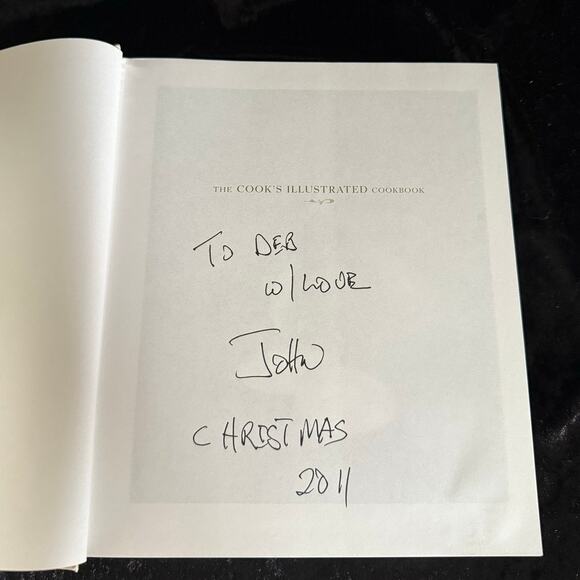 THE COOK'S ILLUSTRATED COOKBOOK
TO DEB
W/LOVE
JOHN
CHRISTMAS
2011